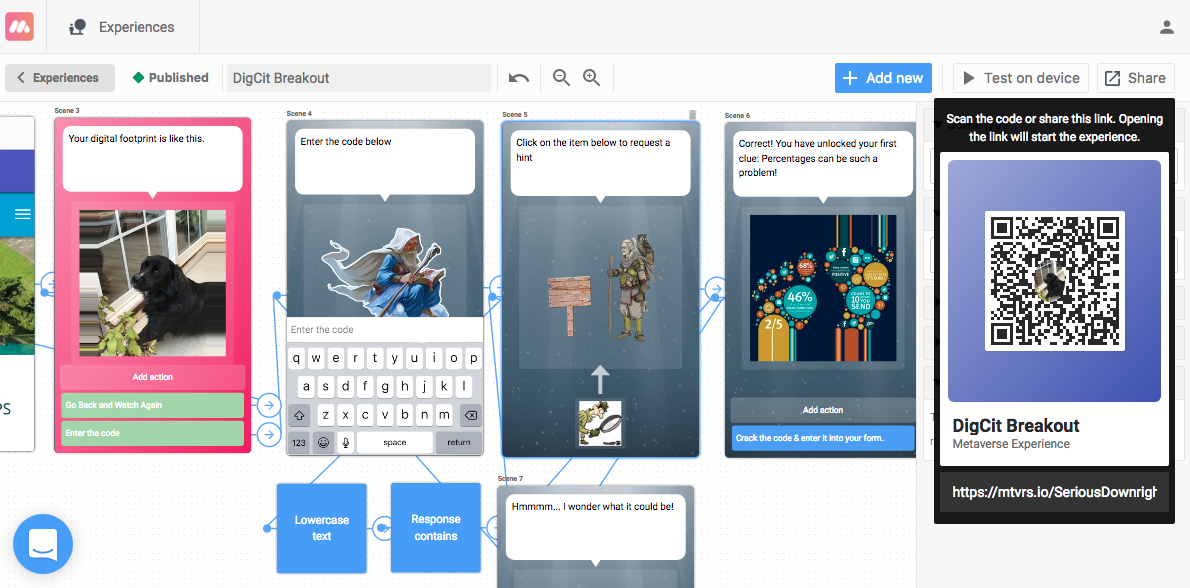 Experiences
Experiences
Published
DigCit Breakout
Add new
Test on device
Share
Scene 3
Your digital footprint is like this.
Add action
Go Back and Watch Again
Enter the code
Scene 4
Enter the code below
Enter the code
q w e r t y u i o p
a s d f g h j k l
z x c v b n m
123
space
return
Scene 5
Click on the item below to request a
hint
Scene 6
Correct! You have unlocked your first
clue: Percentages can be such a
problem!
68%
POSITIVE
46%
10
YOU
SEND
2/5
Add action
Crack the code & enter it into your form.
Lowercase
text
Response
contains
Scene 7
Hmmmm... I wonder what it could be!
PS
Scan the code or share this link. Opening
the link will start the experience.
DigCit Breakout
Metaverse Experience
https://mtvrs.io/SeriousDownrigh